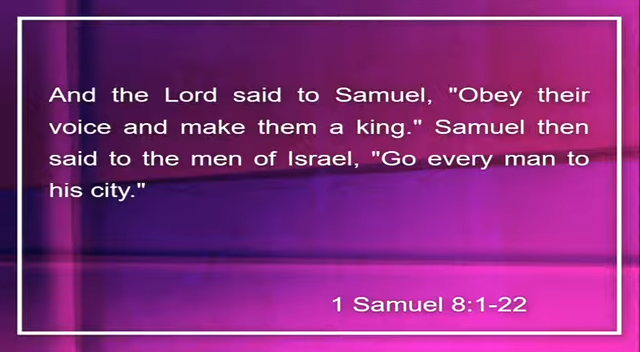 And the Lord said to Samuel, "Obey their
voice and make them a king." Samuel then
said to the men of Israel, "Go every man to
his city."
1 Samuel 8:1-22